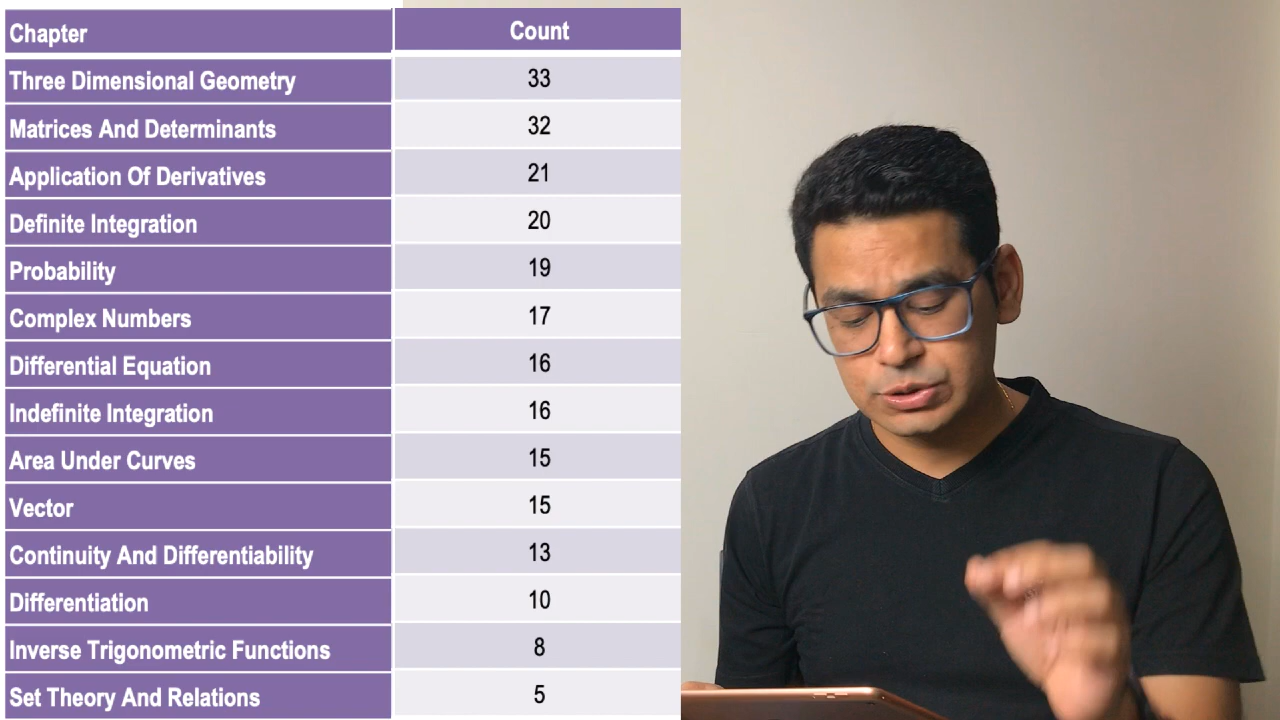 Chapter Count
Three Dimensional Geometry 33
Matrices And Determinants 32
Application Of Derivatives 21
Definite Integration 20
Probability 19
Complex Numbers 17
Differential Equation 16
Indefinite Integration 16
Area Under Curves 15
Vector 15
Continuity And Differentiability 13
Differentiation 10
Inverse Trigonometric Functions 8
Set Theory And Relations 5